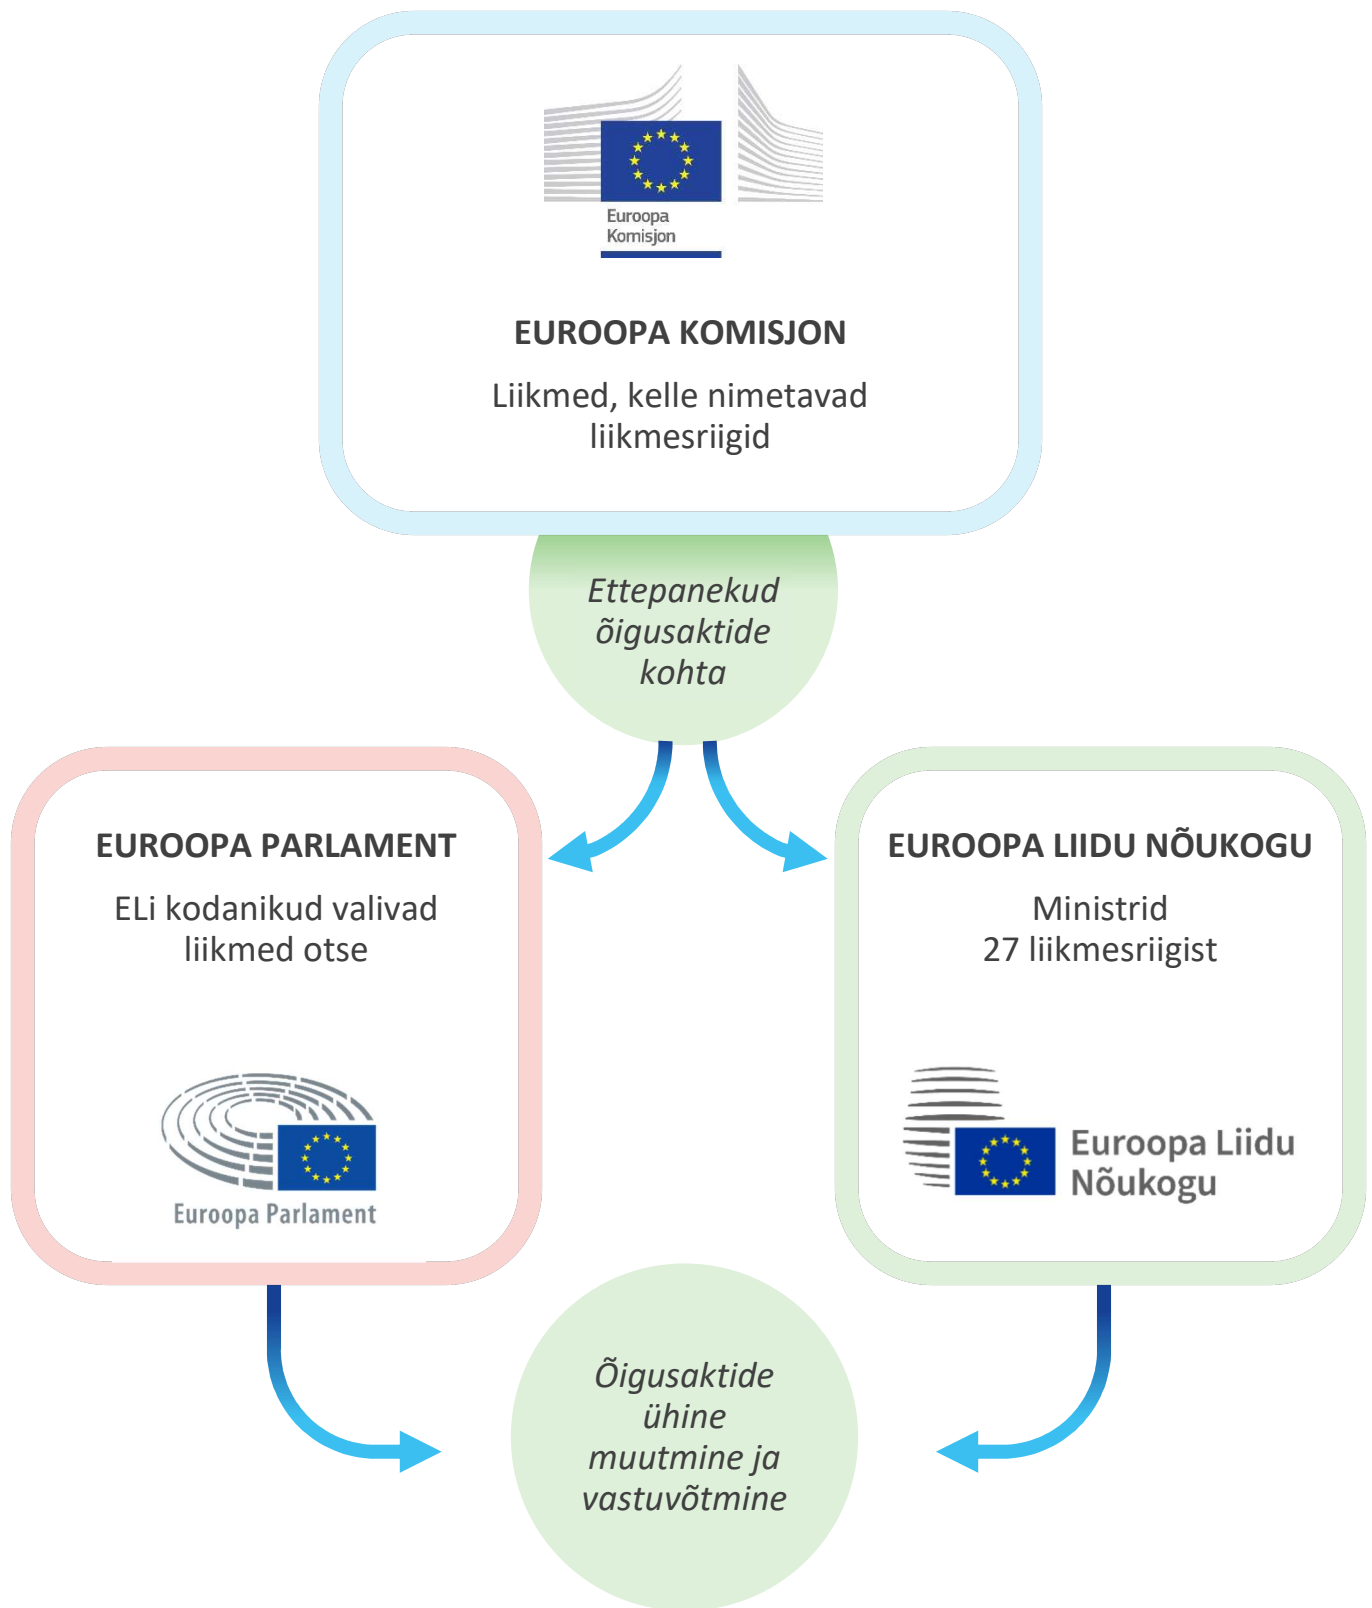 Euroopa
Komisjon
EUROOPA KOMISJON
Liikmed, kelle nimetavad
liikmesriigid
Ettepanekud
õigusaktide
kohta
EUROOPA PARLAMENT
ELi kodanikud valivad
liikmed otse
Euroopa Parlament
EUROOPA LIIDU NÕUKOGU
Ministrid
27 liikmesriigist
Euroopa Liidu
Nõukogu
Õigusaktide
ühine
muutmine ja
vastuvõtmine